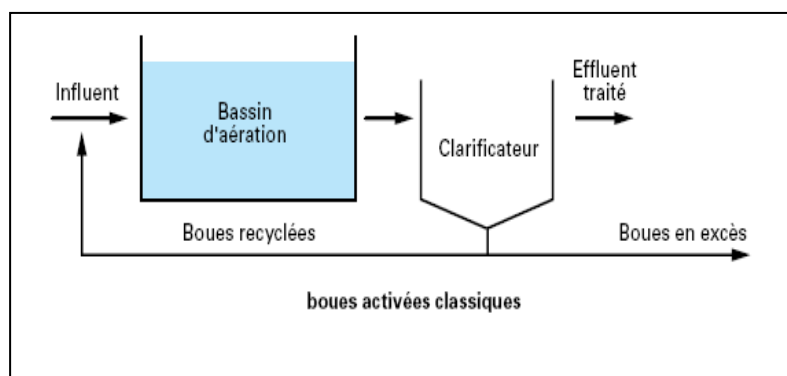 Influent
Bassin
d'aération
Clarificateur
Effluent
traité
Boues recyclées
Boues en excès
boues activées classiques